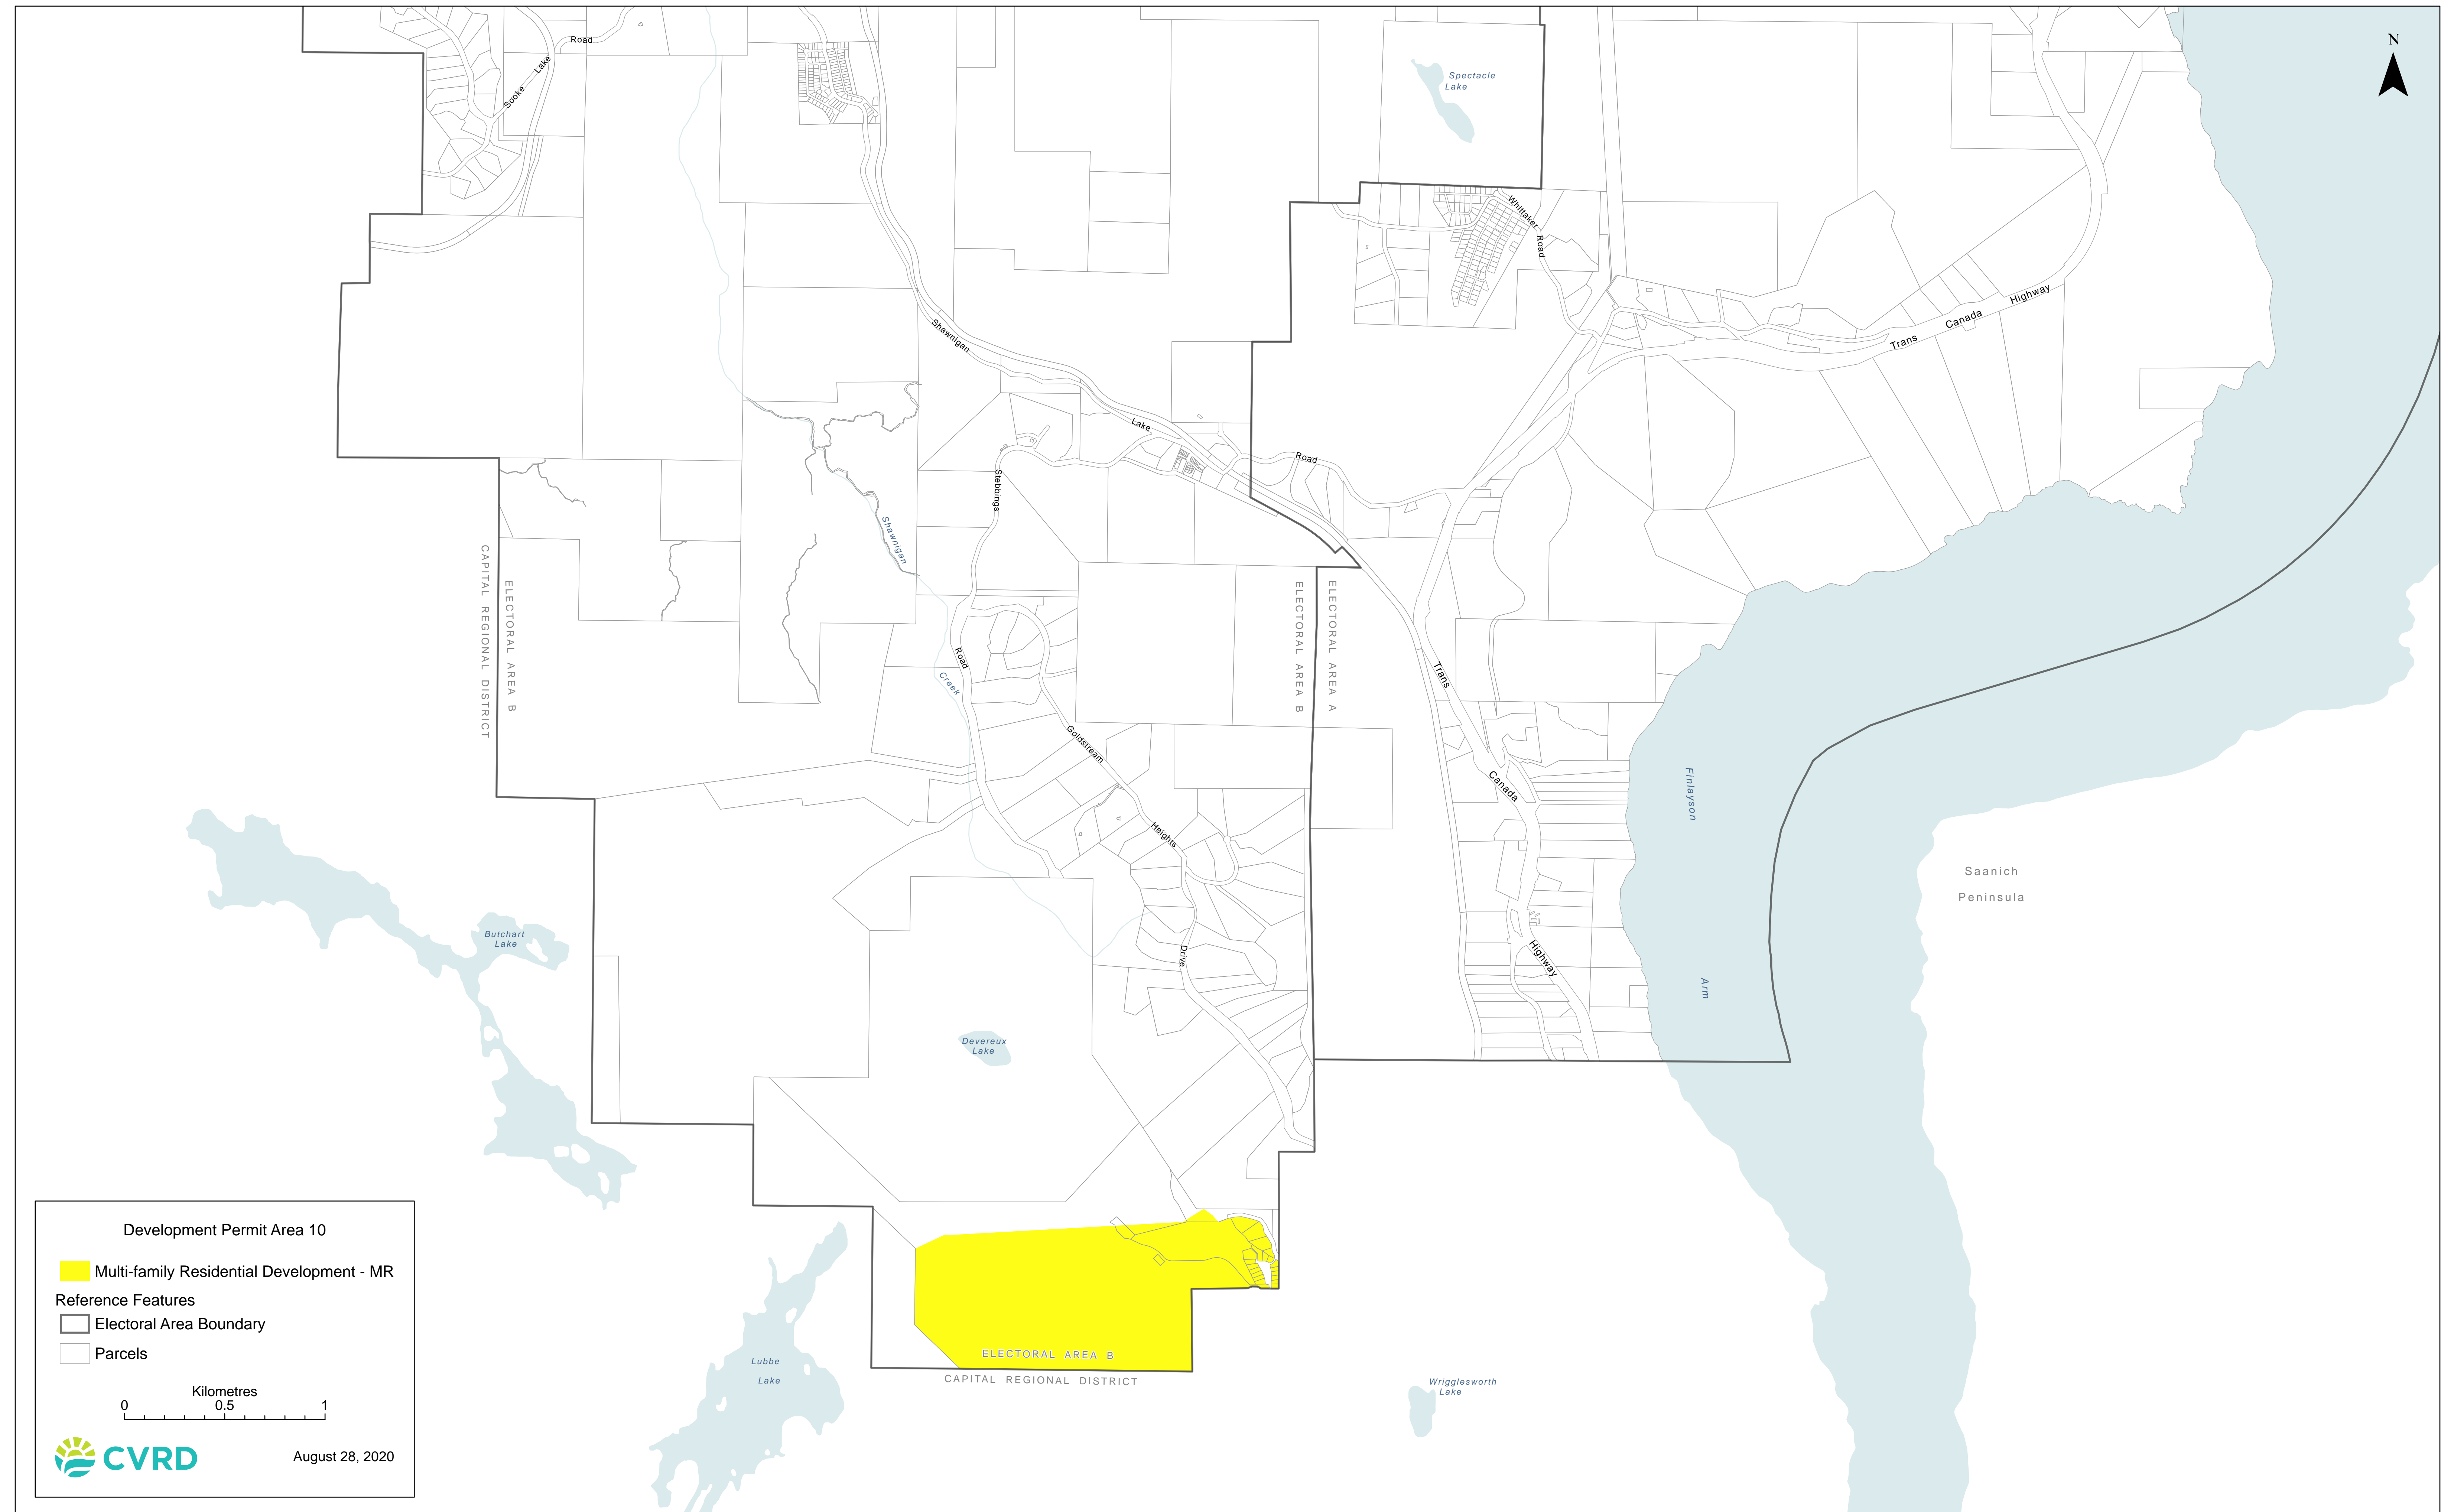 Road
Lake
Sooke
Spectacle
Lake
N
Whittaker
Road
Highway
Canada
Trans
Shawnigan
Lake
Road
Stebbings
Shawnigan
CAPITAL REGIONAL DISTRICT
ELECTORAL AREA B
ELECTORAL AREA B
ELECTORAL AREA A
Road
Creek
Trans
Goldstream
Canada
Finlayson
Heights
Saanich
Peninsula
Butchart
Lake
Drive
Highway
Arm
Devereux
Lake
Development Permit Area 10
Multi-family Residential Development - MR
Reference Features
Electoral Area Boundary
Parcels
Kilometres
0 0.5 1
CVRD
August 28, 2020
ELECTORAL AREA B
CAPITAL REGIONAL DISTRICT
Lubbe
Lake
Wrigglesworth
Lake